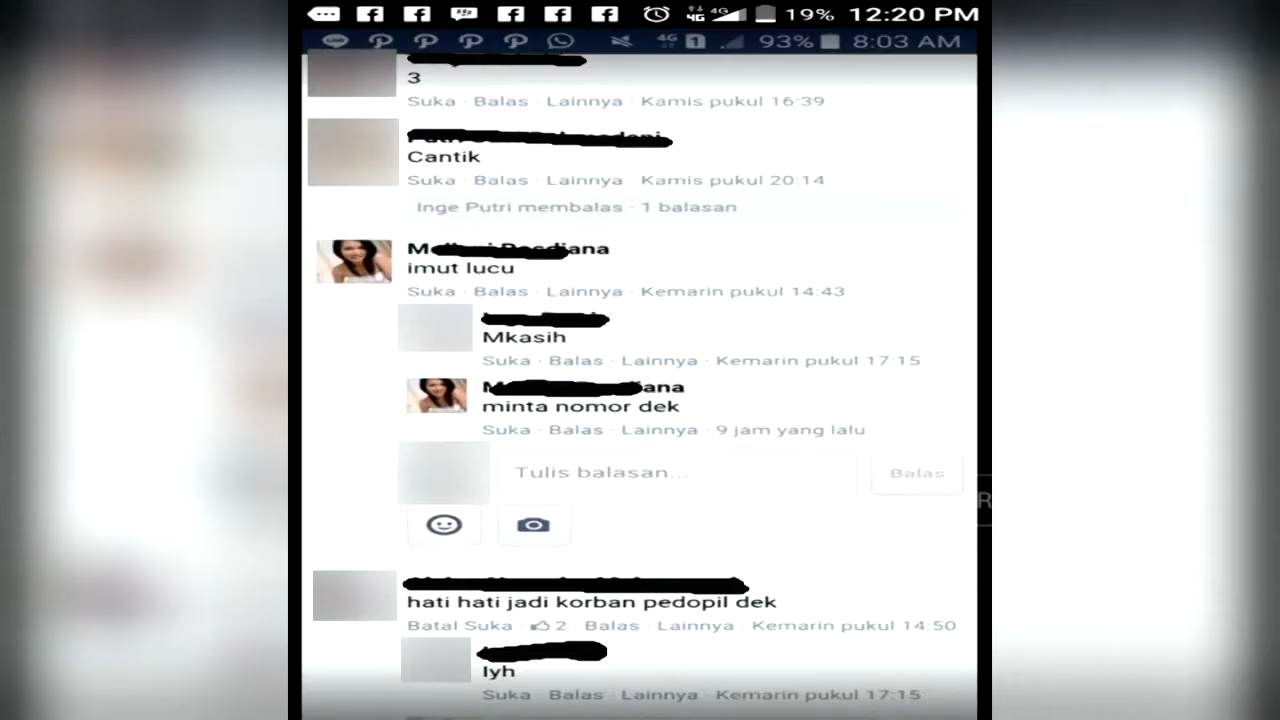 4G 4G 19% 12:20 PM
4G 1 93% 8:03 AM
3
Suka · Balas · Lainnya · Kamis pukul 16:39
Cantik
Suka · Balas · Lainnya · Kamis pukul 20:14
Inge Putri membalas · 1 balasan
imut lucu
Suka · Balas · Lainnya · Kemarin pukul 14:43
Mkasih
Suka · Balas · Lainnya · Kemarin pukul 17:15
minta nomor dek
Suka · Balas · Lainnya · 9 jam yang lalu
Tulis balasan...
Balas
hati hati jadi korban pedopil dek
Batal Suka · 2 · Balas · Lainnya · Kemarin pukul 14:50
Iyh
Suka · Balas · Lainnya · Kemarin pukul 17:15